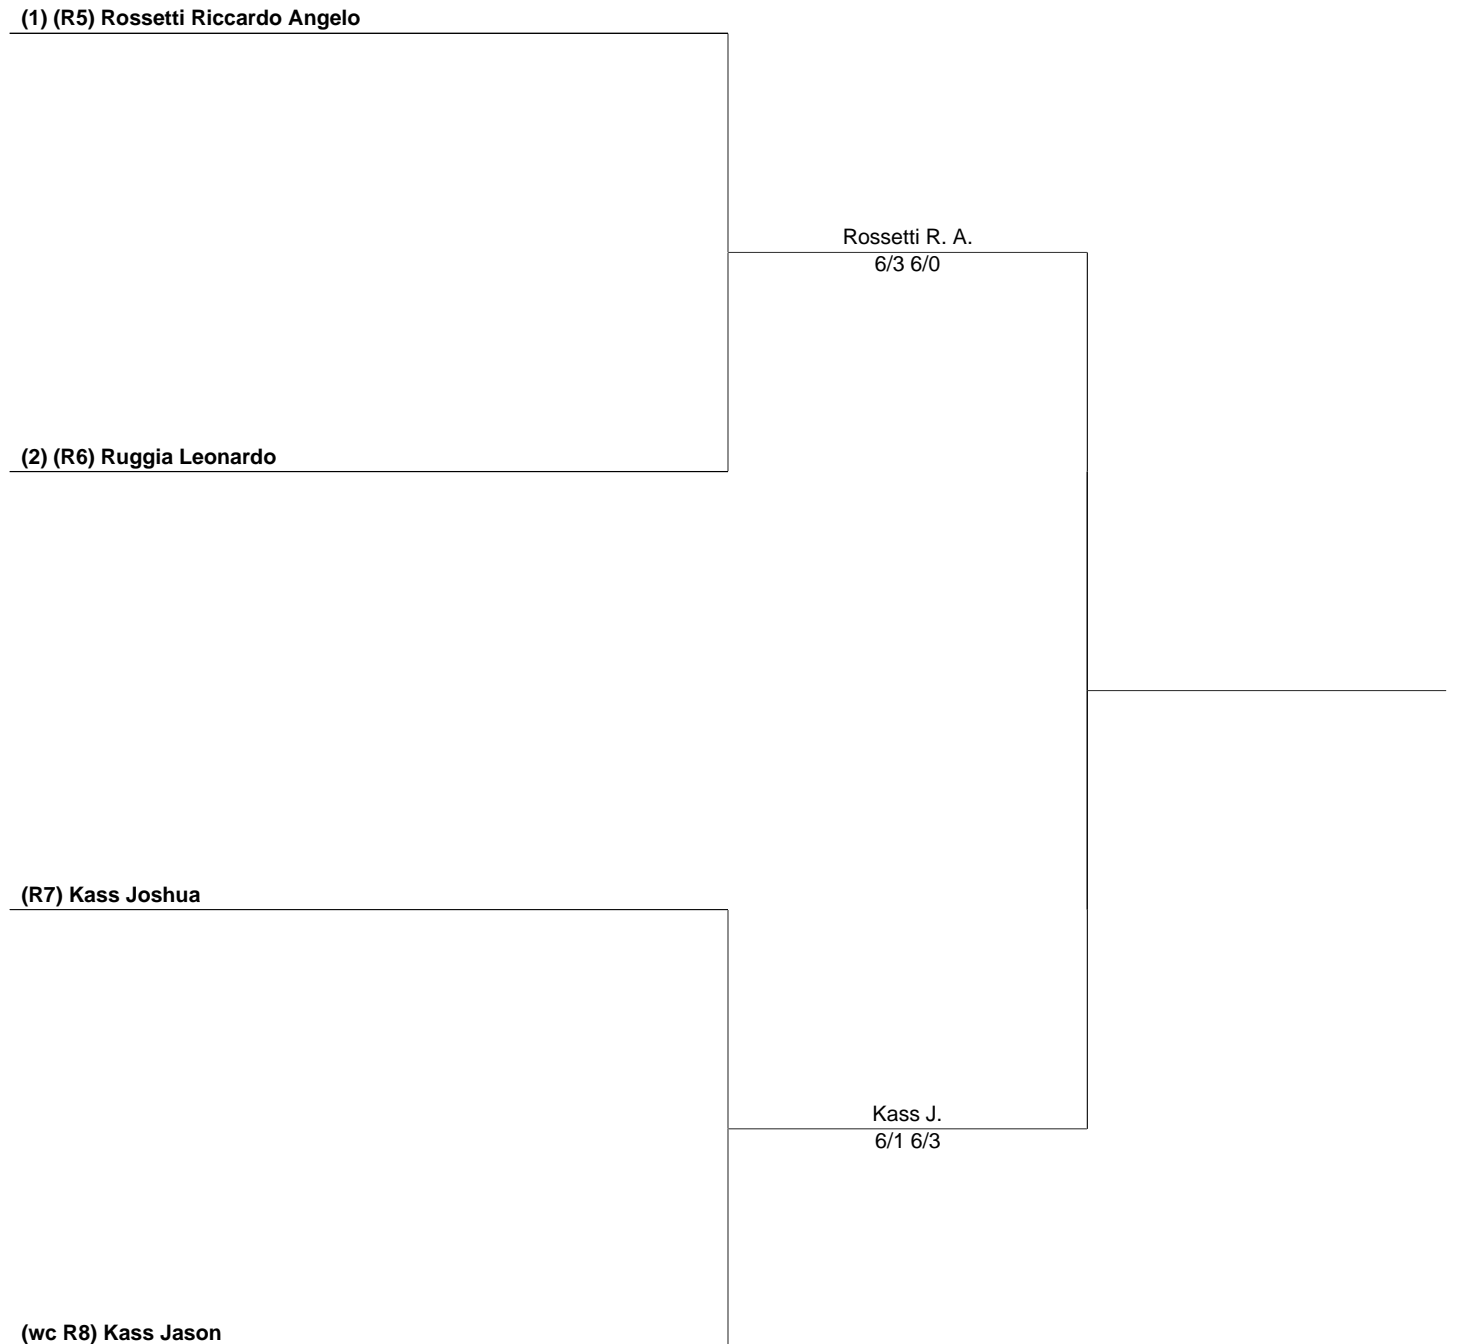 (1) (R5) Rossetti Riccardo Angelo
Rossetti R. A.
6/3 6/0
(2) (R6) Ruggia Leonardo
(R7) Kass Joshua
Kass J.
6/1 6/3
(wc R8) Kass Jason